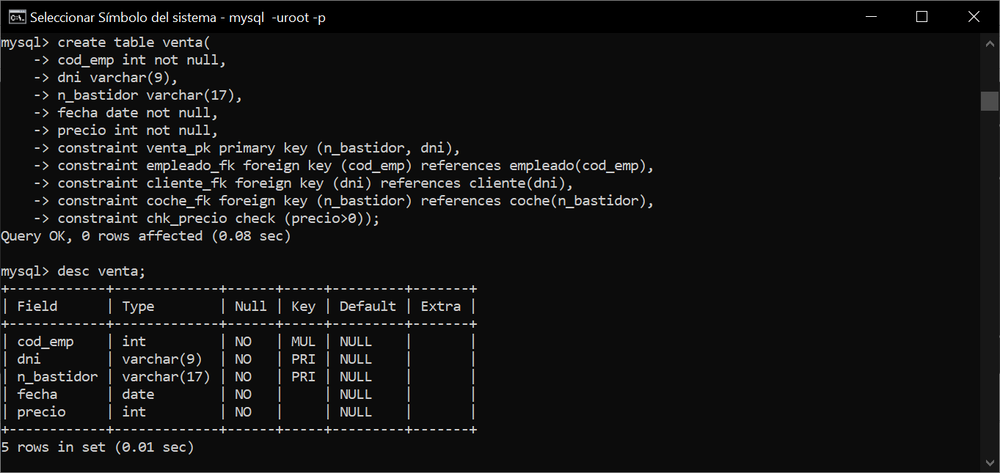 Seleccionar Símbolo del sistema - mysql  -uroot -p
mysql> create table venta(
    -> cod_emp int not null,
    -> dni varchar(9),
    -> n_bastidor varchar(17),
    -> fecha date not null,
    -> precio int not null,
    -> constraint venta_pk primary key (n_bastidor, dni),
    -> constraint empleado_fk foreign key (cod_emp) references empleado(cod_emp),
    -> constraint cliente_fk foreign key (dni) references cliente(dni),
    -> constraint coche_fk foreign key (n_bastidor) references coche(n_bastidor),
    -> constraint chk_precio check (precio>0));
Query OK, 0 rows affected (0.08 sec)

mysql> desc venta;
+------------+-------------+------+-----+---------+-------+
| Field      | Type        | Null | Key | Default | Extra |
+------------+-------------+------+-----+---------+-------+
| cod_emp    | int         | NO   | MUL | NULL    |       |
| dni        | varchar(9)  | NO   | PRI | NULL    |       |
| n_bastidor | varchar(17) | NO   | PRI | NULL    |       |
| fecha      | date        | NO   |     | NULL    |       |
| precio     | int         | NO   |     | NULL    |       |
+------------+-------------+------+-----+---------+-------+
5 rows in set (0.01 sec)